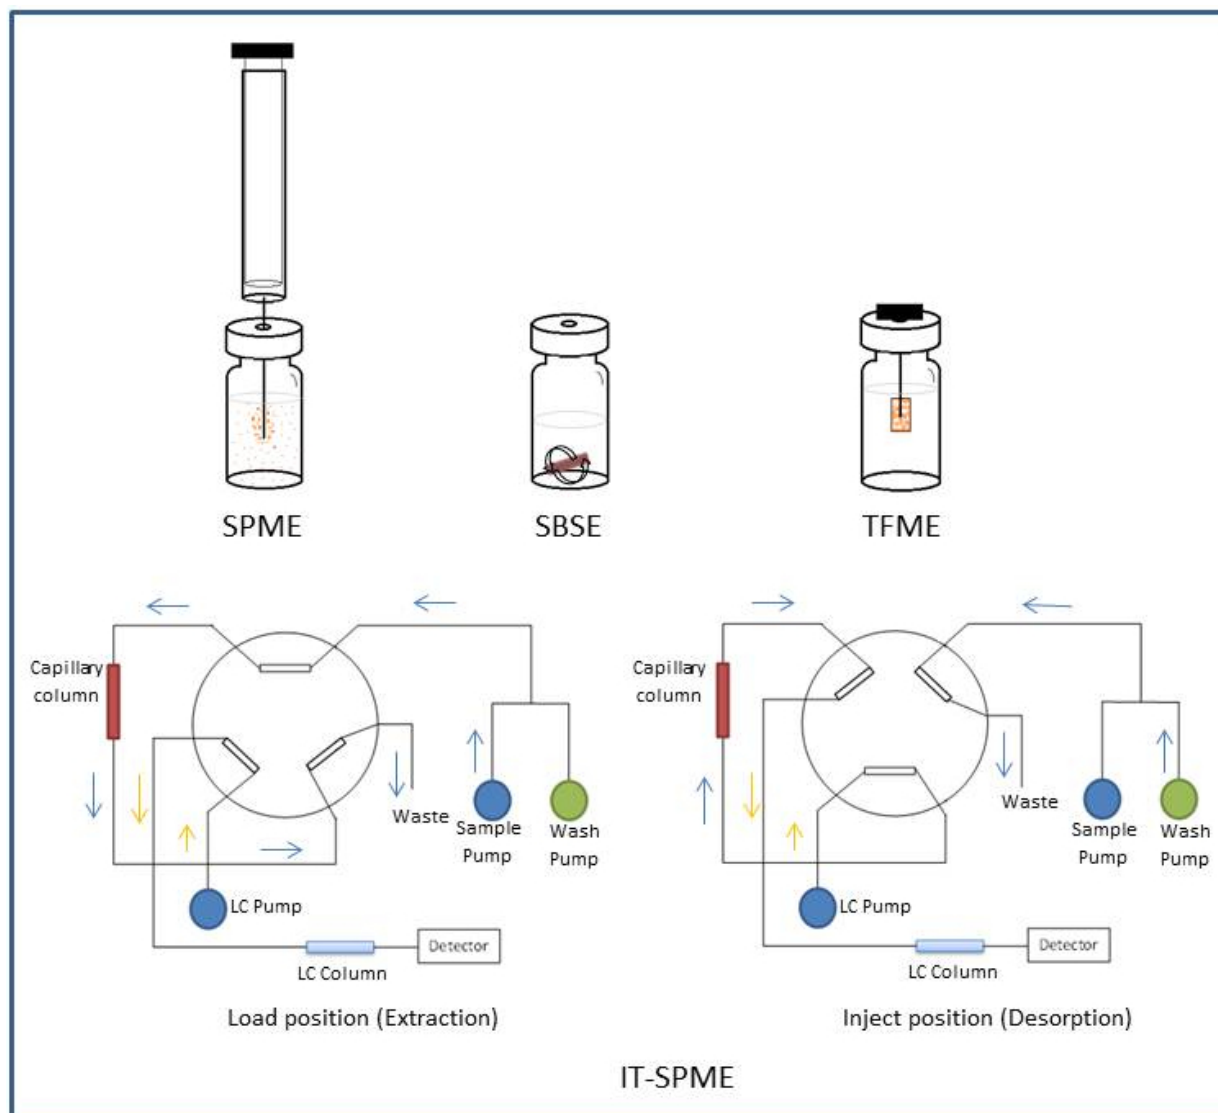 SPME
SBSE
TFME
Capillary
column
Waste
Sample
Pump
Wash
Pump
LC Pump
Detector
LC Column
Load position (Extraction)
Capillary
column
Waste
Sample
Pump
Wash
Pump
LC Pump
Detector
LC Column
Inject position (Desorption)
IT-SPME